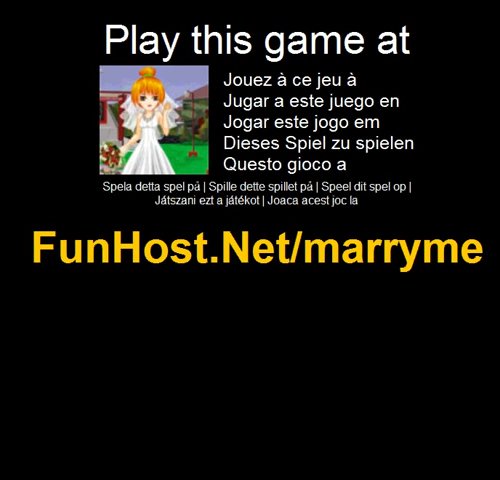 Play this game at
Jouez à ce jeu à
Jugar a este juego en
Jogar este jogo em
Dieses Spiel zu spielen
Questo gioco a
Spela detta spel på | Spille dette spillet på | Speel dit spel op |
Játszani ezt a játékot | Joaca acest joc la
FunHost.Net/marryme